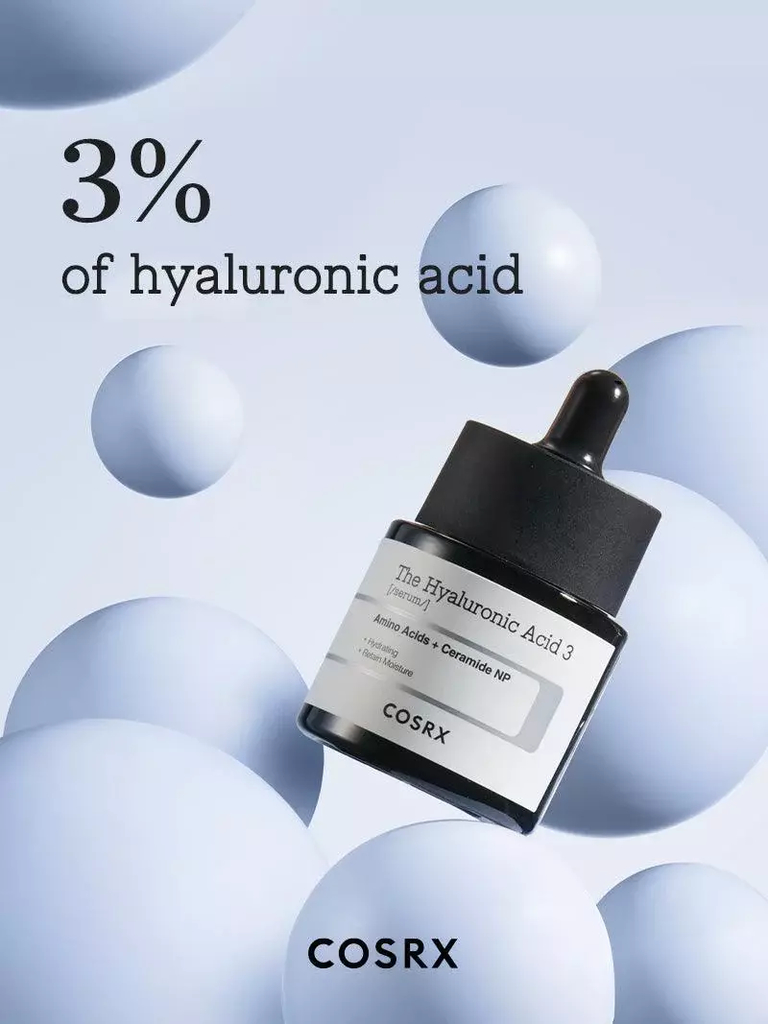 3%
of hyaluronic acid
The Hyaluronic Acid 3
[/serum/]
Amino Acids + Ceramide NP
• Hydrating
• Retain Moisture
COSRX
COSRX